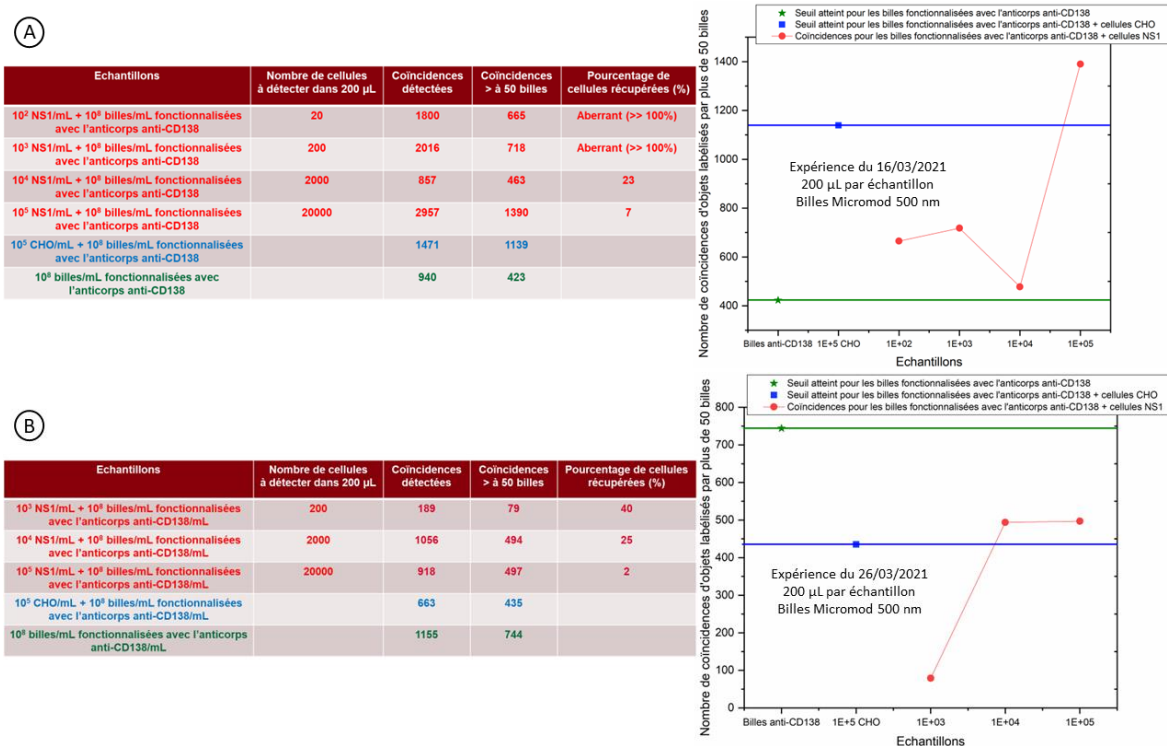 A
Echantillons
Nombre de cellules
à détecter dans 200 µL
Coïncidences
détectées
Coïncidences
> à 50 billes
Pourcentage de
cellules récupérées (%)
10² NS1/mL + 10⁸ billes/mL fonctionnalisées
avec l'anticorps anti-CD138
20
1800
665
Aberrant (>> 100%)
10³ NS1/mL + 10⁸ billes/mL fonctionnalisées
avec l'anticorps anti-CD138
200
2016
718
Aberrant (>> 100%)
10⁴ NS1/mL + 10⁸ billes/mL fonctionnalisées
avec l'anticorps anti-CD138
2000
857
463
23
10⁵ NS1/mL + 10⁸ billes/mL fonctionnalisées
avec l'anticorps anti-CD138
20000
2957
1390
7
10⁵ CHO/mL + 10⁸ billes/mL fonctionnalisées
avec l'anticorps anti-CD138
1471
1139
10⁸ billes/mL fonctionnalisées avec
l'anticorps anti-CD138
940
423
Seuil atteint pour les billes fonctionnalisées avec l'anticorps anti-CD138
Seuil atteint pour les billes fonctionnalisées avec l'anticorps anti-CD138 + cellules CHO
Coïncidences pour les billes fonctionnalisées avec l'anticorps anti-CD138 + cellules NS1
Nombre de coïncidences d'objets labélisés par plus de 50 billes
1400
1200
1000
800
600
400
Expérience du 16/03/2021
200 µL par échantillon
Billes Micromod 500 nm
Billes anti-CD138
1E+5 CHO
1E+02
1E+03
1E+04
1E+05
Echantillons
B
Echantillons
Nombre de cellules
à détecter dans 200 µL
Coïncidences
détectées
Coïncidences
> à 50 billes
Pourcentage de cellules
récupérées (%)
10³ NS1/mL + 10⁸ billes/mL fonctionnalisées
avec l'anticorps anti-CD138/mL
200
189
79
40
10⁴ NS1/mL + 10⁸ billes/mL fonctionnalisées
avec l'anticorps anti-CD138/mL
2000
1056
494
25
10⁵ NS1/mL + 10⁸ billes/mL fonctionnalisées
avec l'anticorps anti-CD138/mL
20000
918
497
2
10⁵ CHO/mL + 10⁸ billes/mL fonctionnalisées
avec l'anticorps anti-CD138/mL
663
435
10⁸ billes/mL fonctionnalisées avec l'anticorps
anti-CD138/mL
1155
744
Seuil atteint pour les billes fonctionnalisées avec l'anticorps anti-CD138
Seuil atteint pour les billes fonctionnalisées avec l'anticorps anti-CD138 + cellules CHO
Coïncidences pour les billes fonctionnalisées avec l'anticorps anti-CD138 + cellules NS1
Nombre de coïncidences d'objets labélisés par plus de 50 billes
800
700
600
500
400
300
200
100
0
Expérience du 26/03/2021
200 µL par échantillon
Billes Micromod 500 nm
Billes anti-CD138
1E+5 CHO
1E+03
1E+04
1E+05
Echantillons